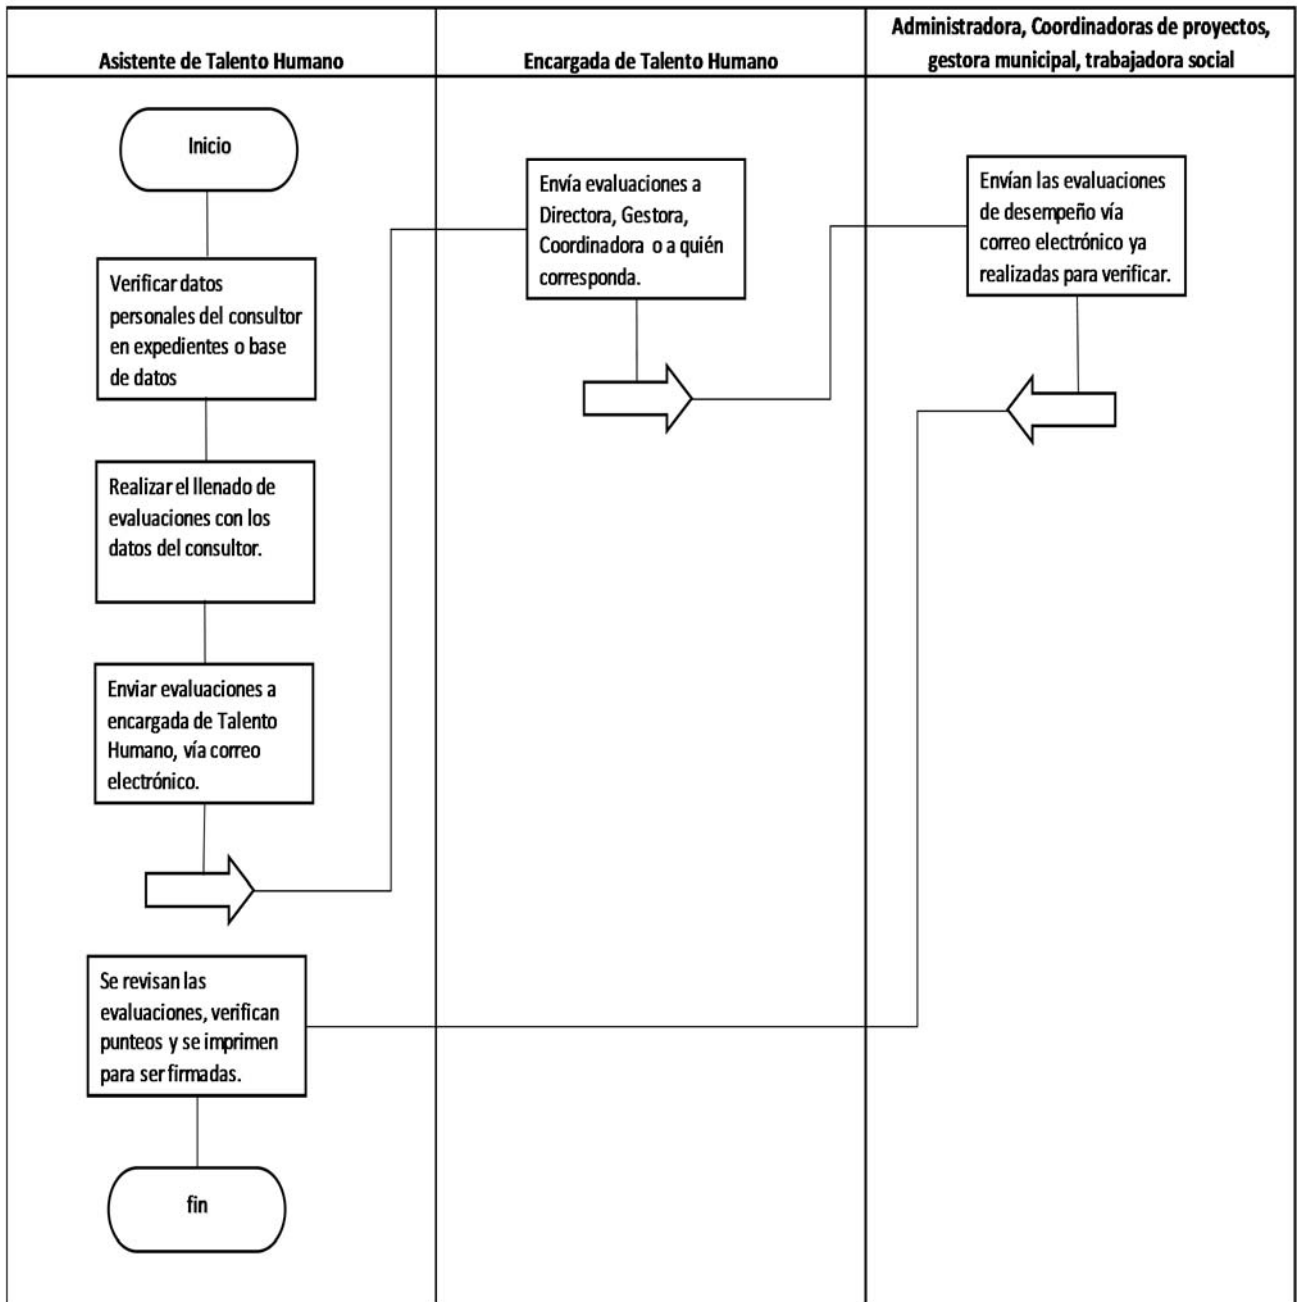 Asistente de Talento Humano
Encargada de Talento Humano
Administradora, Coordinadoras de proyectos,
gestora municipal, trabajadora social
Inicio
Verificar datos
personales del consultor
en expedientes o base
de datos
Realizar el llenado de
evaluaciones con los
datos del consultor.
Enviar evaluaciones a
encargada de Talento
Humano, vía correo
electrónico.
Envía evaluaciones a
Directora, Gestora,
Coordinadora o a quién
corresponda.
Envían las evaluaciones
de desempeño vía
correo electrónico ya
realizadas para verificar.
Se revisan las
evaluaciones, verifican
punteos y se imprimen
para ser firmadas.
fin